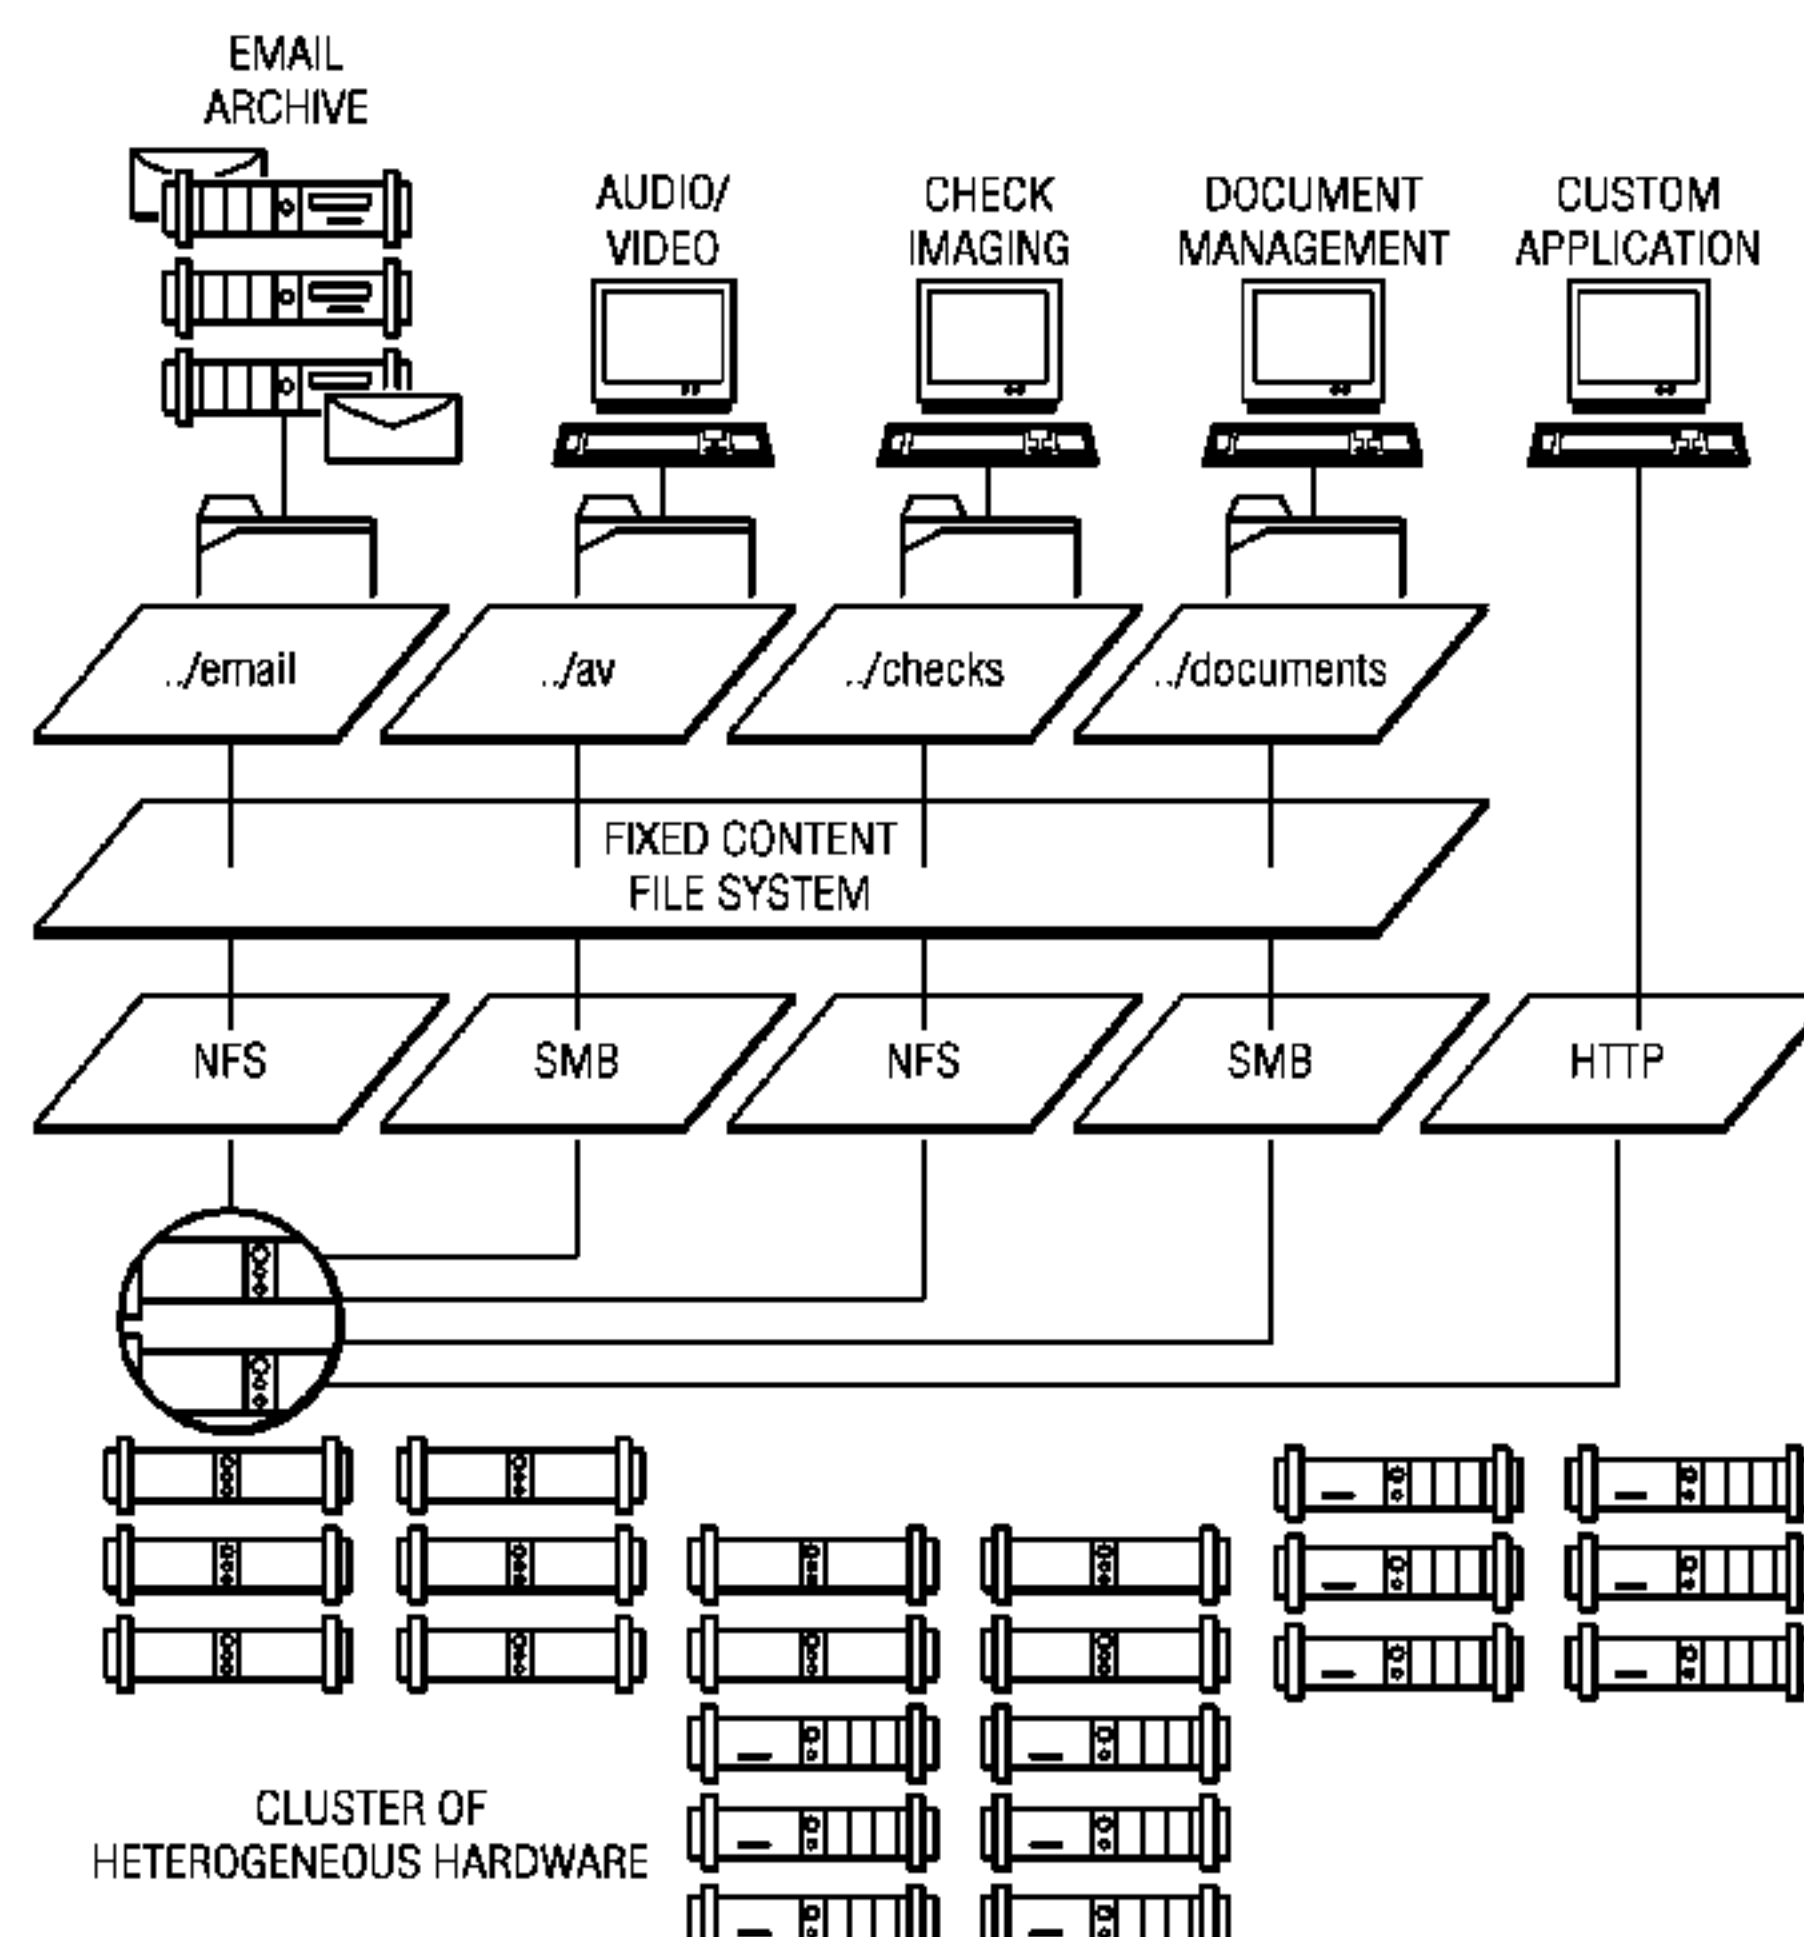 EMAIL
ARCHIVE
AUDIO/
VIDEO
CHECK
IMAGING
DOCUMENT
MANAGEMENT
CUSTOM
APPLICATION
../email
../av
../checks
../documents
FIXED CONTENT
FILE SYSTEM
NFS
SMB
NFS
SMB
HTTP
CLUSTER OF
HETEROGENEOUS HARDWARE